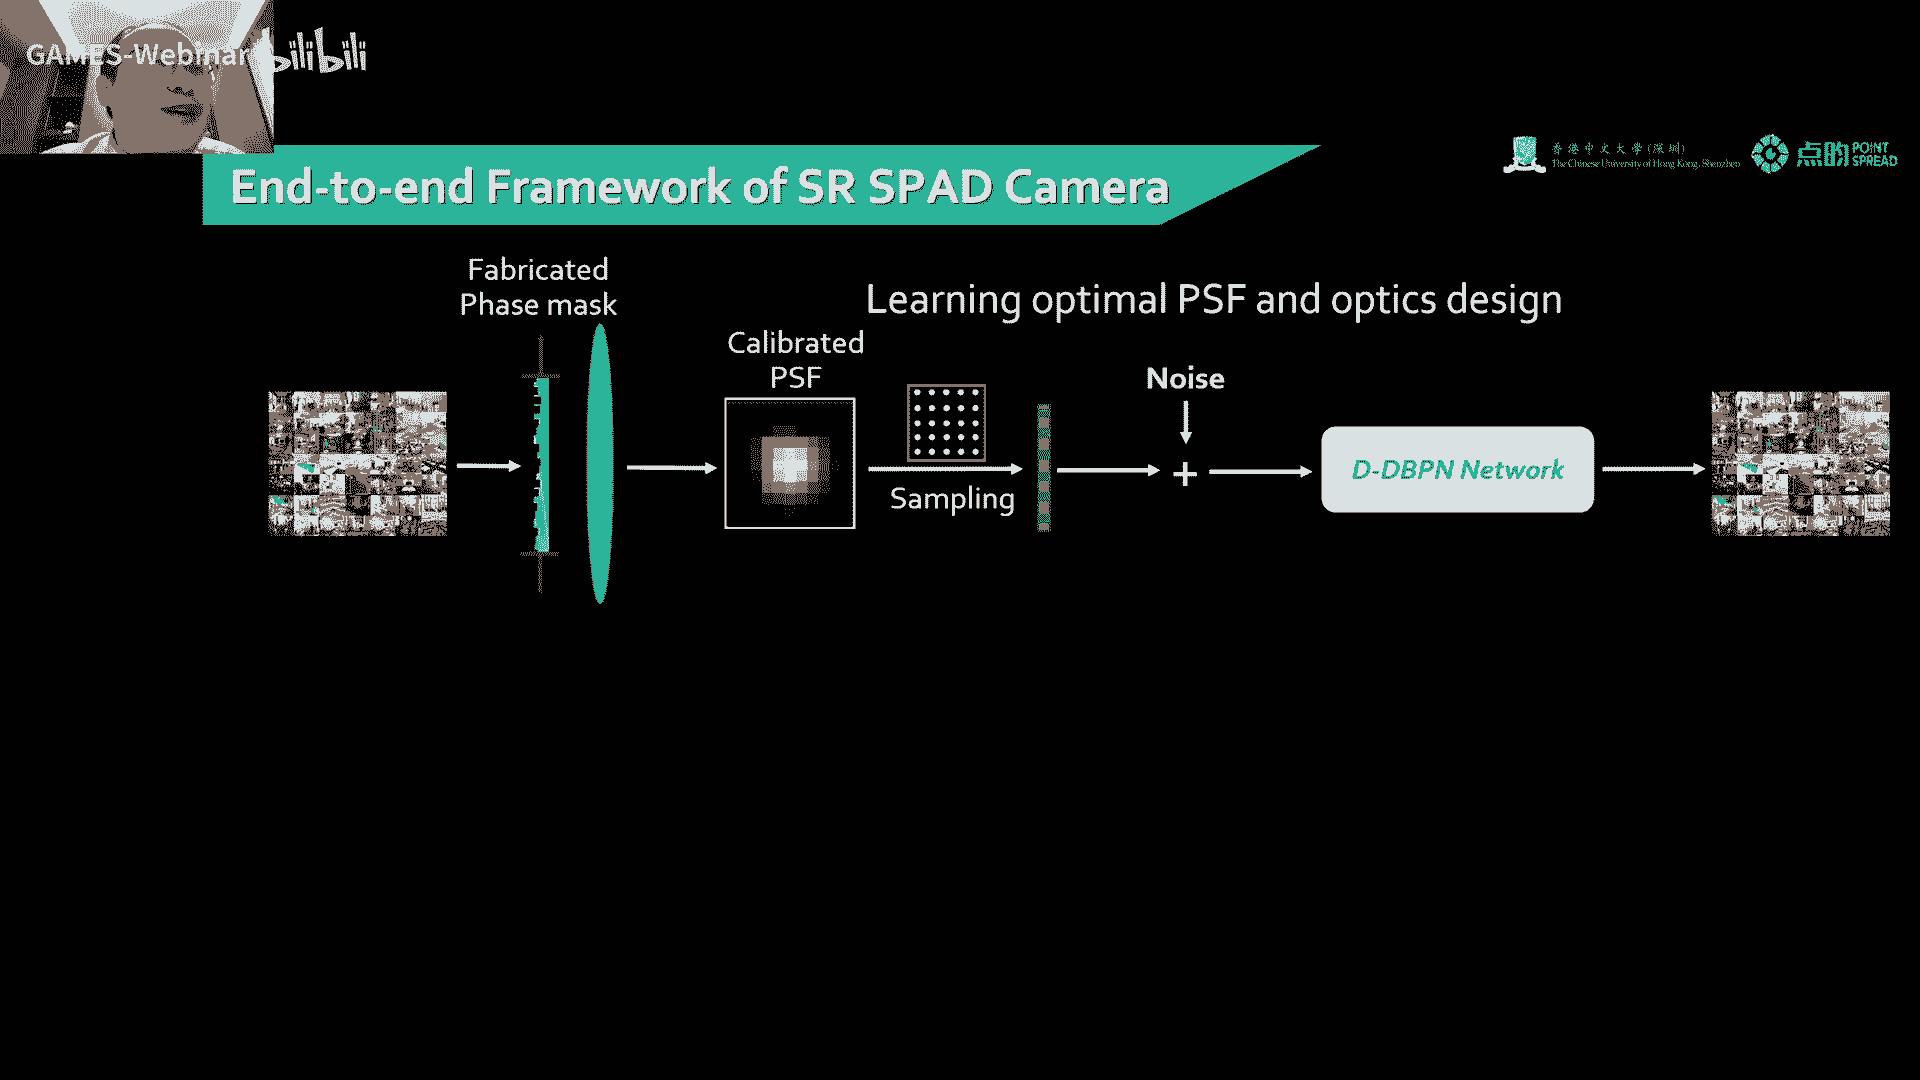 GAMES-Webinar
bilibili
香港中文大学(深圳)
The Chinese University of Hong Kong, Shenzhen
点昀
POINT
SPREAD
End-to-end Framework of SR SPAD Camera
Fabricated
Phase mask
Learning optimal PSF and optics design
Calibrated
PSF
Noise
Sampling
+
D-DBPN Network